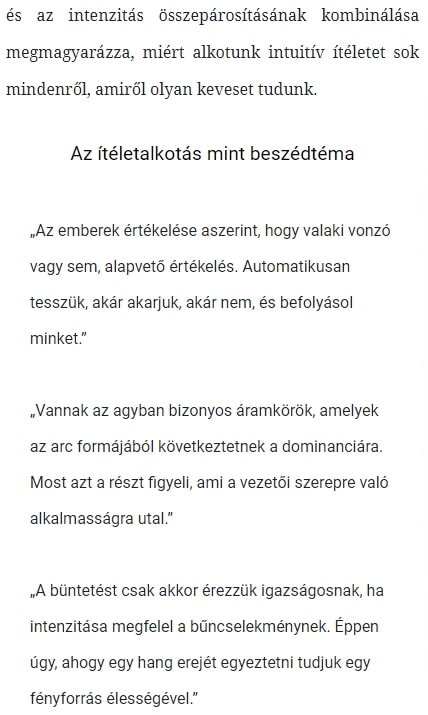 és az intenzitás összepárosításának kombinálása
megmagyarázza, miért alkotunk intuitív ítéletet sok
mindenről, amiről olyan keveset tudunk.
Az ítéletalkotás mint beszédtéma
„Az emberek értékelése aszerint, hogy valaki vonzó
vagy sem, alapvető értékelés. Automatikusan
tesszük, akár akarjuk, akár nem, és befolyásol
minket.”
„Vannak az agyban bizonyos áramkörök, amelyek
az arc formájából következtetnek a dominanciára.
Most azt a részt figyeli, ami a vezetői szerepre való
alkalmasságra utal.”
„A büntetést csak akkor érezzük igazságosnak, ha
intenzitása megfelel a bűncselekménynek. Éppen
úgy, ahogy egy hang erejét egyeztetni tudjuk egy
fényforrás élességével.”